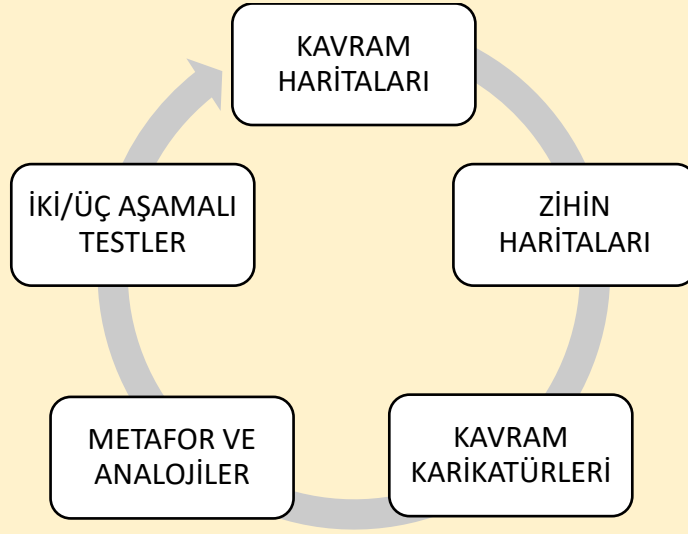 KAVRAM
HARİTALARI
ZİHİN
HARİTALARI
KAVRAM
KARİKATÜRLERİ
METAFOR VE
ANALOJİLER
İKİ/ÜÇ AŞAMALI
TESTLER